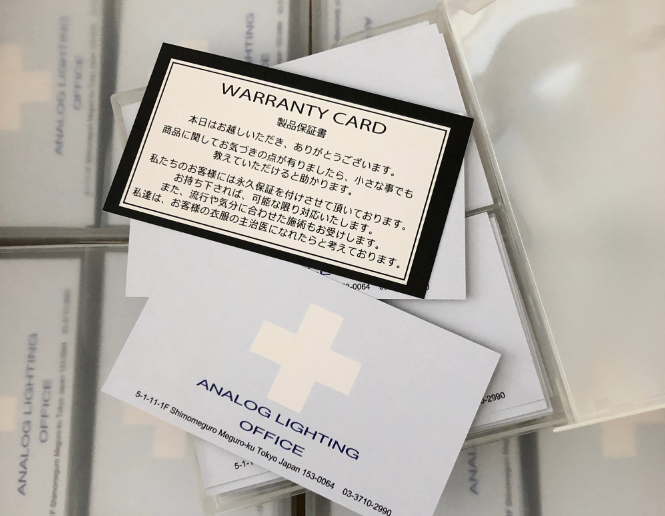 WARRANTY CARD
製品保証書
本日はお越しいただき、ありがとうございます。
商品に関してお気づきの点が有りましたら、小さな事でも
教えていただけると助かります。
私たちのお客様には永久保証を付けさせて頂いております。
お持ち下されば、可能な限り対応いたします。
また、流行や気分に合わせた施術もお受けします。
私達は、お客様の衣服の主治医になれたらと考えております。
ANALOG LIGHTING
OFFICE
5-1-11-1F Shimomeguro Meguro-ku Tokyo Japan 153-0064 03-3710-2990
ANALOG LIGHTING
OFFICE
ANALOG LIGHTING
OFFICE